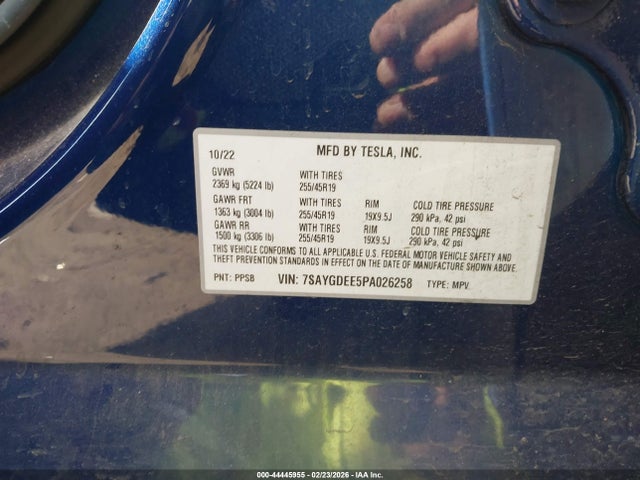 10/22 MFD BY TESLA, INC.
GVWR WITH TIRES
2369 kg (5224 lb) 255/45R19
GAWR FRT WITH TIRES RIM COLD TIRE PRESSURE
1363 kg (3004 lb) 255/45R19 19X9.5J 290 kPa, 42 psi
GAWR RR WITH TIRES RIM COLD TIRE PRESSURE
1500 kg (3306 lb) 255/45R19 19X9.5J 290 kPa, 42 psi
THIS VEHICLE CONFORMS TO ALL APPLICABLE U.S. FEDERAL MOTOR VEHICLE SAFETY AND
THEFT PREVENTION STANDARDS IN EFFECT ON THE DATE OF MANUFACTURE SHOWN ABOVE.
PNT: PPSB VIN: 7SAYGDEE5PA026258 TYPE: MPV
000-44445955 - 02/23/2026 - IAA Inc.